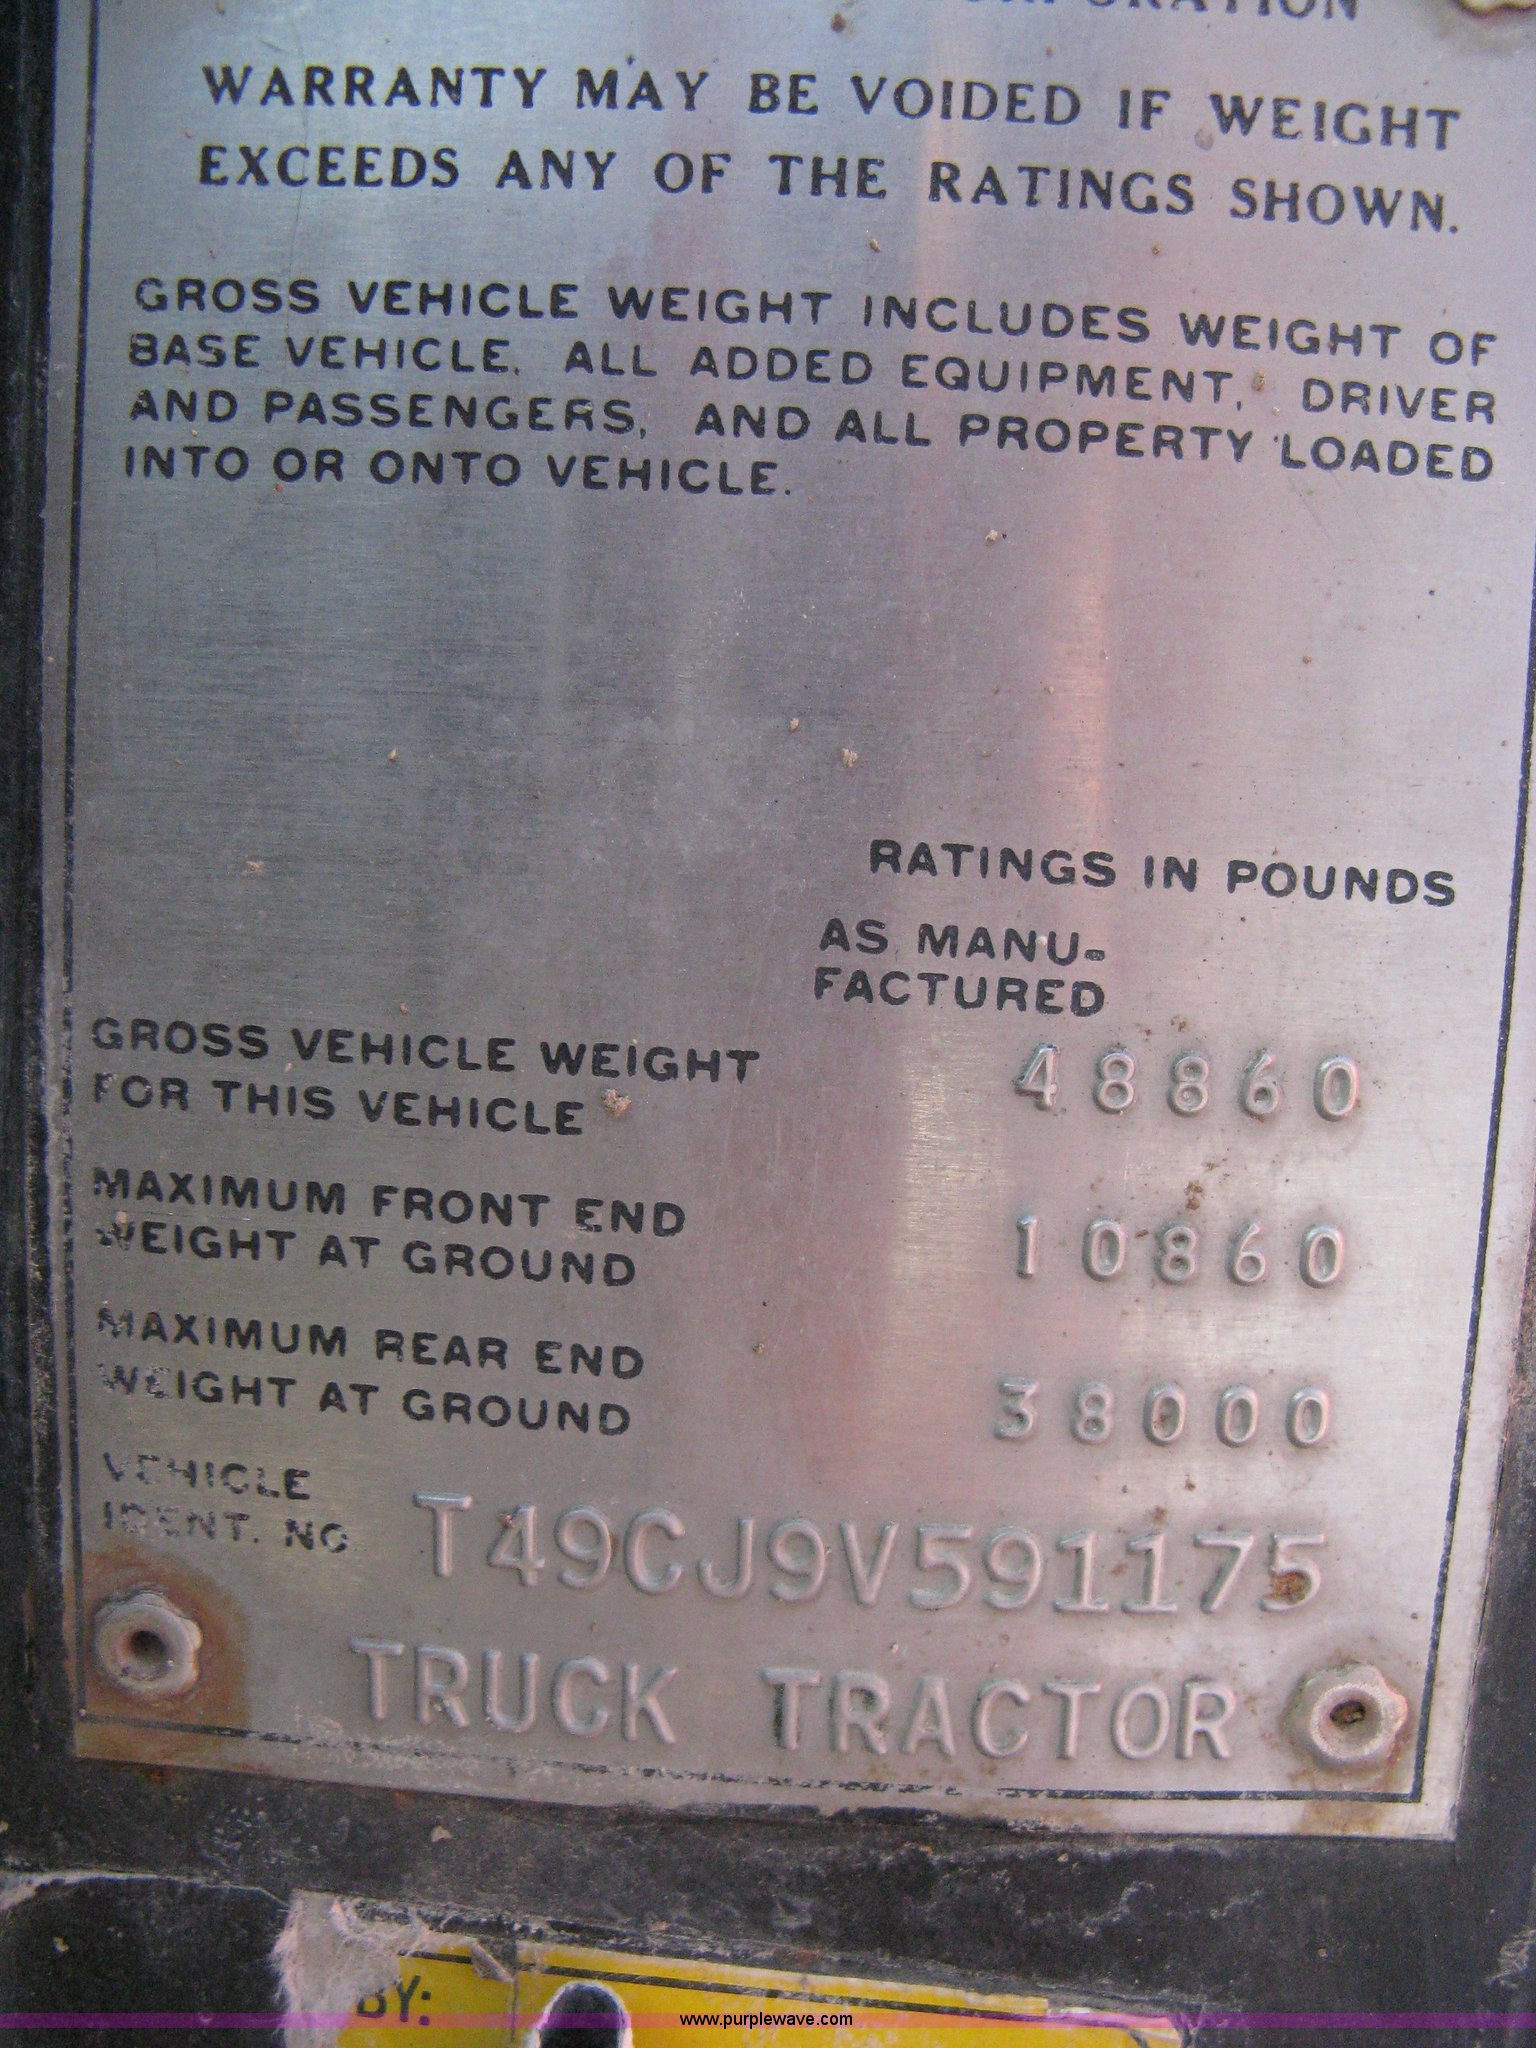 CORPORATION
WARRANTY MAY BE VOIDED IF WEIGHT
EXCEEDS ANY OF THE RATINGS SHOWN.
GROSS VEHICLE WEIGHT INCLUDES WEIGHT OF
BASE VEHICLE, ALL ADDED EQUIPMENT, DRIVER
AND PASSENGERS, AND ALL PROPERTY LOADED
INTO OR ONTO VEHICLE.
RATINGS IN POUNDS
AS MANU-
FACTURED
GROSS VEHICLE WEIGHT
FOR THIS VEHICLE 48860
MAXIMUM FRONT END
WEIGHT AT GROUND 10860
MAXIMUM REAR END
WEIGHT AT GROUND 38000
VEHICLE
IDENT. NO T49CJ9V591175
TRUCK TRACTOR
BY:
www.purplewave.com